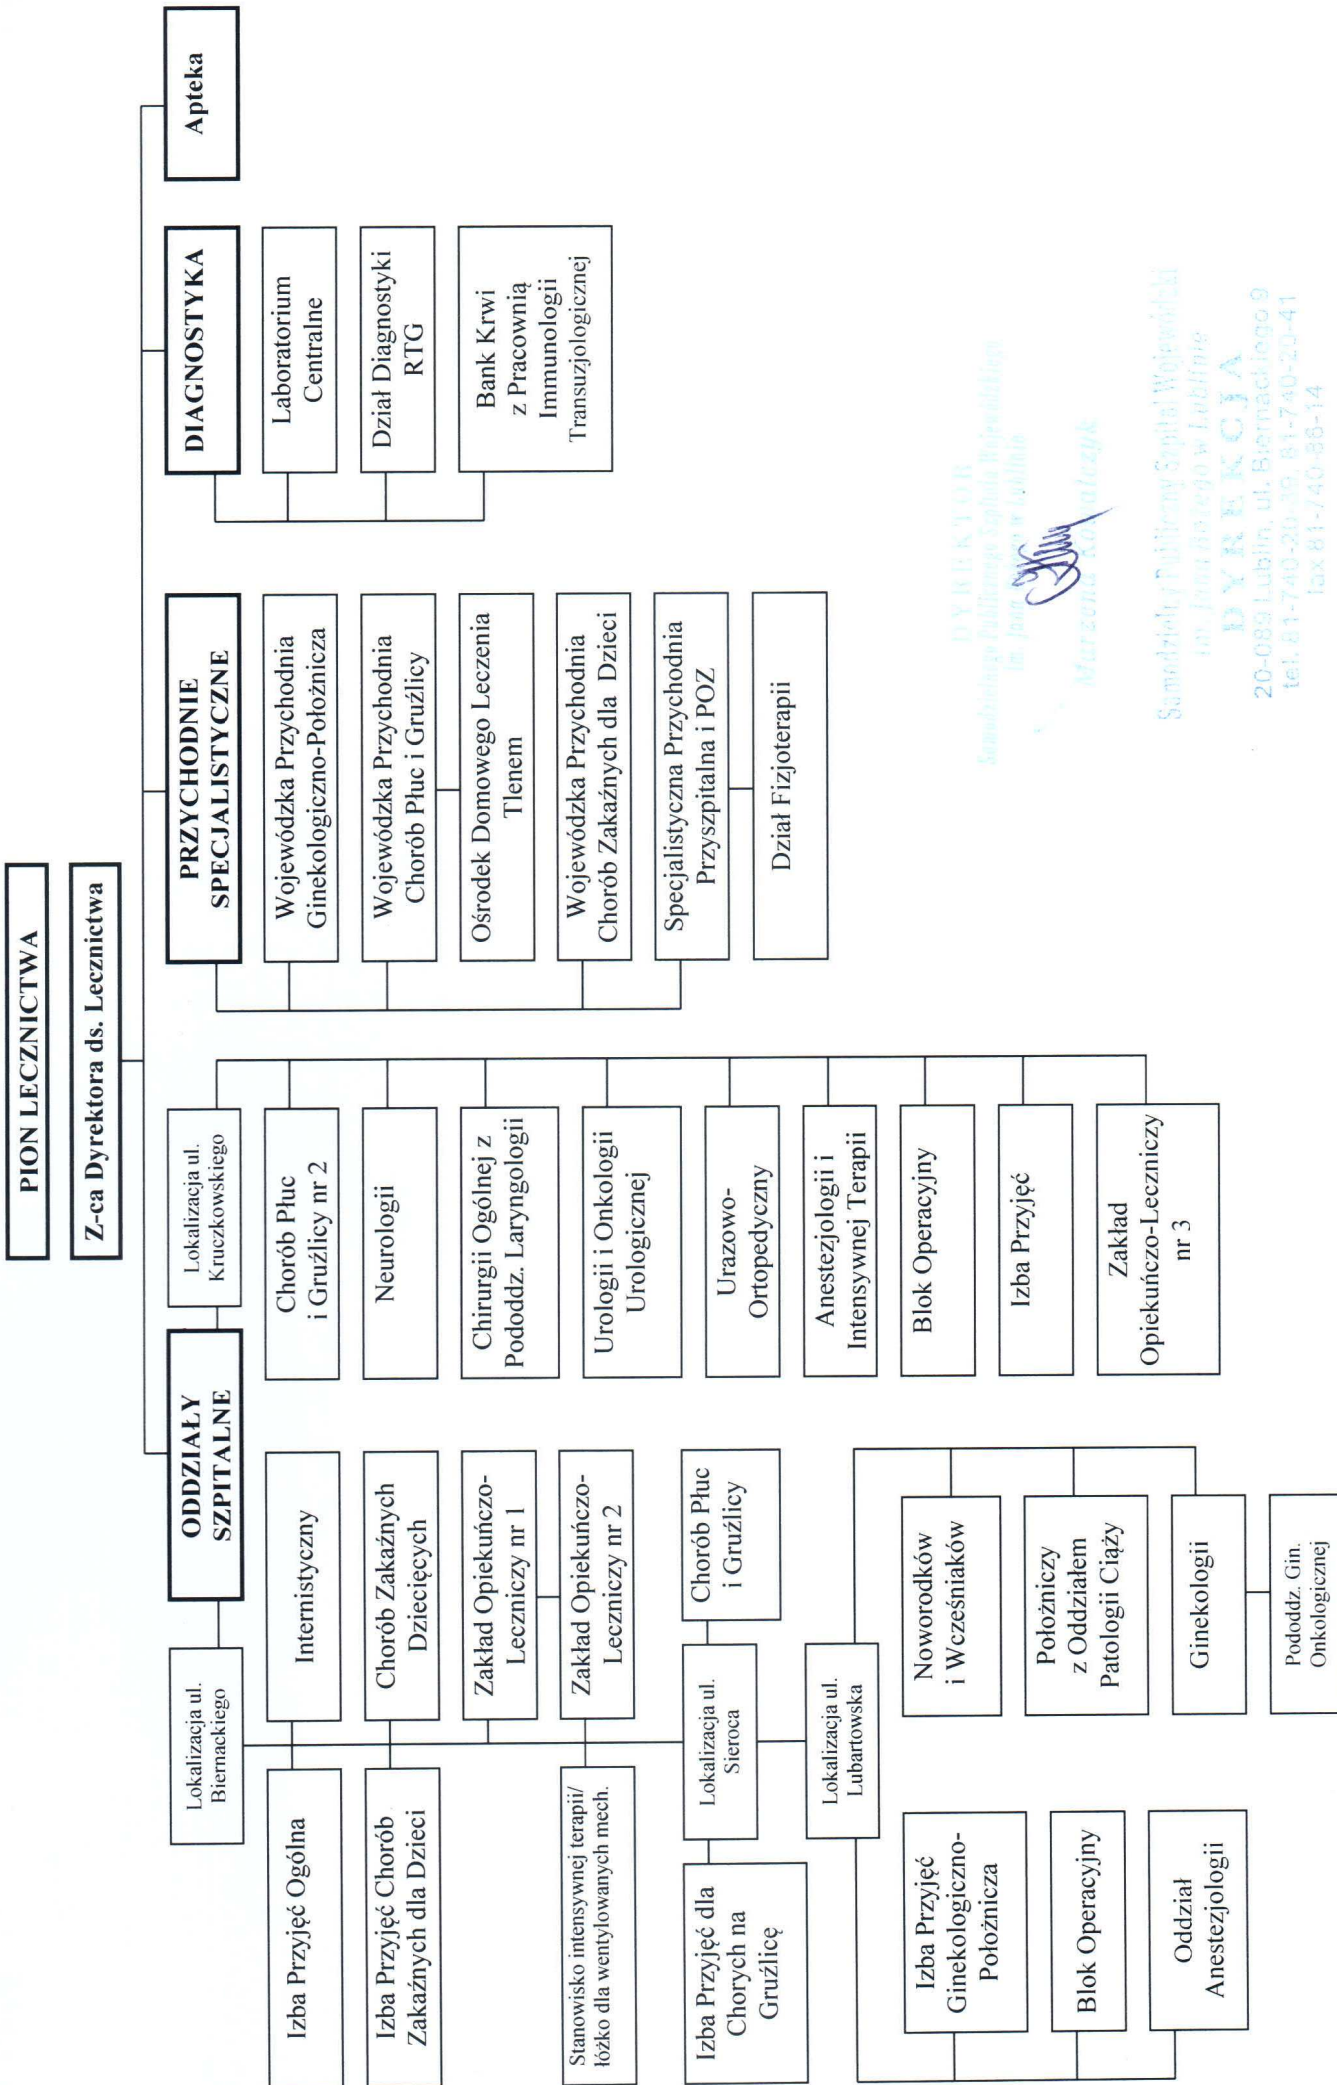 PION LECZNICTWA
Z-ca Dyrektora ds. Lecznictwa
ODDZIAŁY
SZPITALNE
PRZYCHODNIE
SPECJALISTYCZNE
DIAGNOSTYKA
Apteka
Lokalizacja ul.
Biernackiego
Izba Przyjęć Ogólna
Internistyczny
Izba Przyjęć Chorób
Zakaźnych dla Dzieci
Chorób Zakaźnych
Dziecięcych
Zakład Opiekuńczo-
Leczniczy nr 1
Stanowisko intensywnej terapii/
łóżko dla wentylowanych mech.
Zakład Opiekuńczo-
Leczniczy nr 2
Izba Przyjęć dla
Chorych na
Gruźlicę
Lokalizacja ul.
Sieroca
Chorób Płuc
i Gruźlicy
Lokalizacja ul.
Lubartowska
Izba Przyjęć
Ginekologiczno-
Położnicza
Blok Operacyjny
Oddział
Anestezjologii
Noworodków
i Wcześniaków
Położniczy
z Oddziałem
Patologii Ciąży
Ginekologii
Pododdz. Gin.
Onkologicznej
Lokalizacja ul.
Kruczkowskiego
Chorób Płuc
i Gruźlicy nr 2
Neurologii
Chirurgii Ogólnej z
Pododdz. Laryngologii
Urologii i Onkologii
Urologicznej
Urazowo-
Ortopedyczny
Anestezjologii i
Intensywnej Terapii
Blok Operacyjny
Izba Przyjęć
Zakład
Opiekuńczo-Leczniczy
nr 3
Wojewódzka Przychodnia
Ginekologiczno-Położnicza
Wojewódzka Przychodnia
Chorób Płuc i Gruźlicy
Ośrodek Domowego Leczenia
Tlenem
Wojewódzka Przychodnia
Chorób Zakaźnych dla Dzieci
Specjalistyczna Przychodnia
Przyszpitalna i POZ
Dział Fizjoterapii
Laboratorium
Centralne
Dział Diagnostyki
RTG
Bank Krwi
z Pracownią
Immunologii
Transuzjologicznej
DYREKTOR
Samodzielnego Publicznego Szpitala Wojewódzkiego
im. Jana w Lublinie
Samodzielny Publiczny Szpital Wojewódzki
im. Jana Bożego w Lublinie
DYREKCJA
20-089 Lublin, ul. Biernackiego 9
tel. 81-740-20-39, 81-740-20-41
fax 81-740-86-14